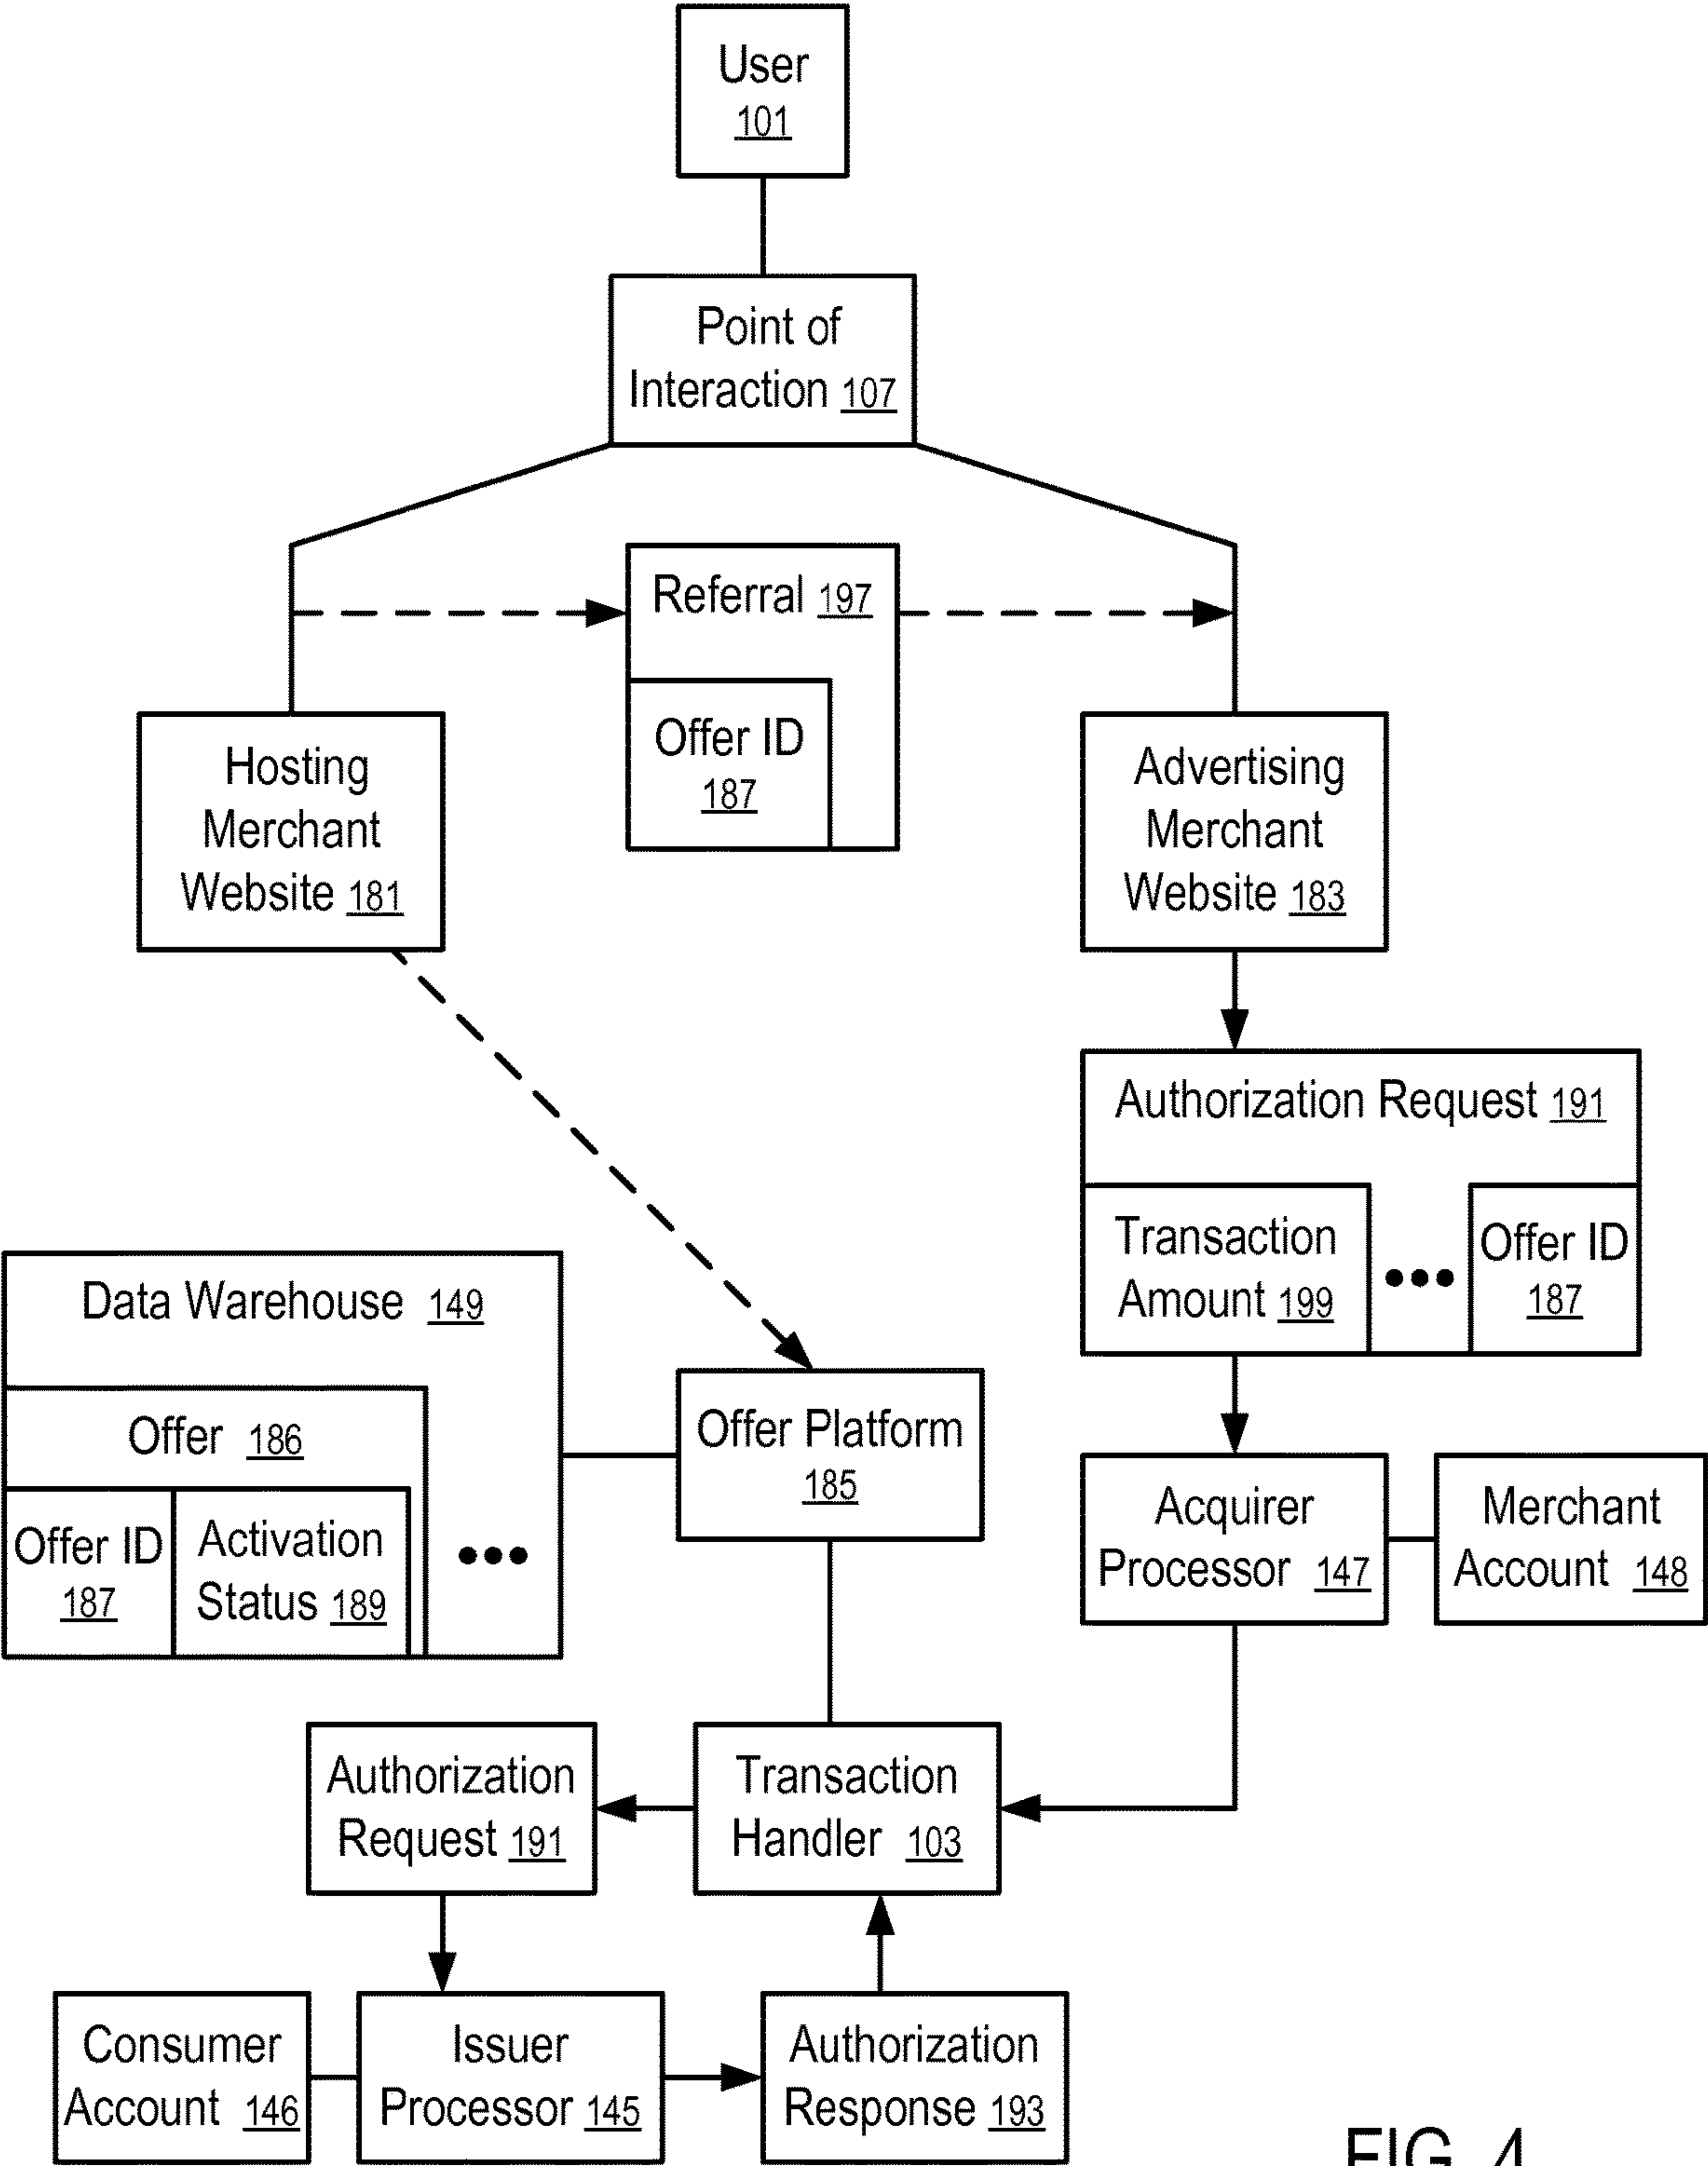 User
101
Point of
Interaction 107
Referral 197
Offer ID
187
Hosting
Merchant
Website 181
Advertising
Merchant
Website 183
Authorization Request 191
Transaction
Amount 199
•••
Offer ID
187
Data Warehouse 149
Offer 186
Offer ID
187
Activation
Status 189
•••
Offer Platform
185
Acquirer
Processor 147
Merchant
Account 148
Authorization
Request 191
Transaction
Handler 103
Consumer
Account 146
Issuer
Processor 145
Authorization
Response 193
FIG. 4